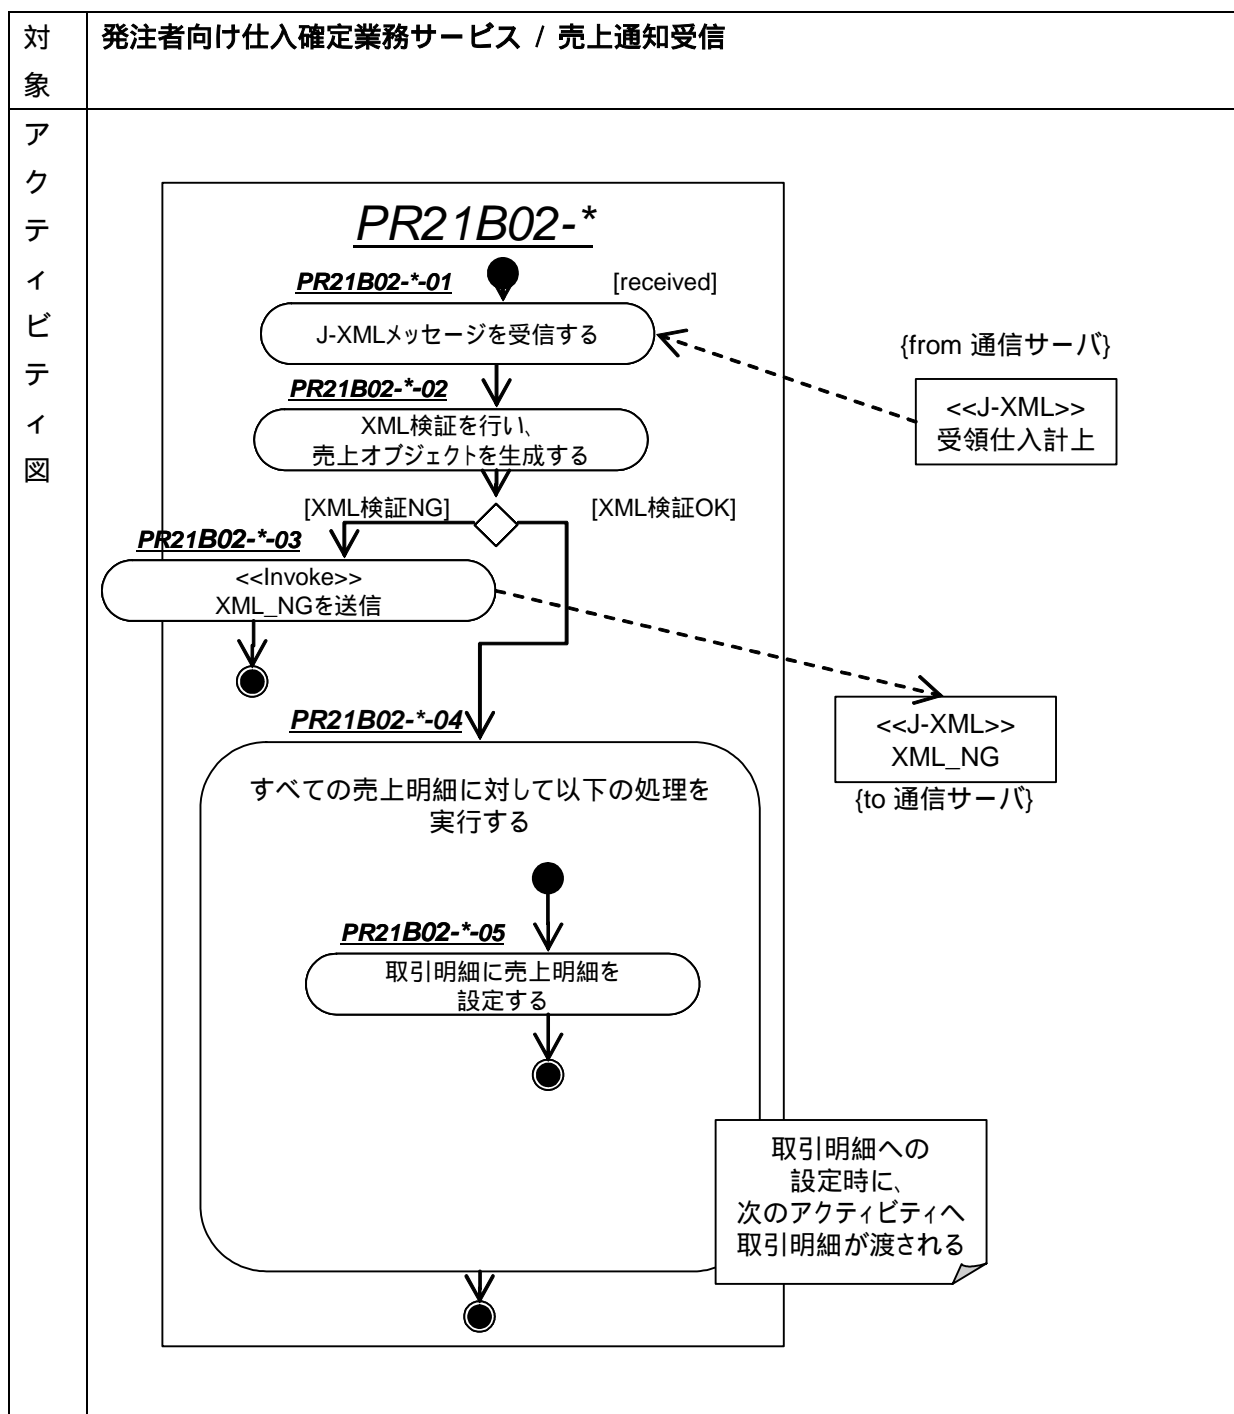 対
象
発注者向け仕入確定業務サービス / 売上通知受信
ア
ク
テ
ィ
ビ
テ
ィ
図
PR21B02-*
PR21B02-*-01
[received]
J-XMLメッセージを受信する
{from 通信サーバ}
<<J-XML>>
受領仕入計上
PR21B02-*-02
XML検証を行い、
売上オブジェクトを生成する
[XML検証NG]
[XML検証OK]
PR21B02-*-03
<<Invoke>>
XML_NGを送信
<<J-XML>>
XML_NG
{to 通信サーバ}
PR21B02-*-04
すべての売上明細に対して以下の処理を
実行する
PR21B02-*-05
取引明細に売上明細を
設定する
取引明細への
設定時に、
次のアクティビティへ
取引明細が渡される